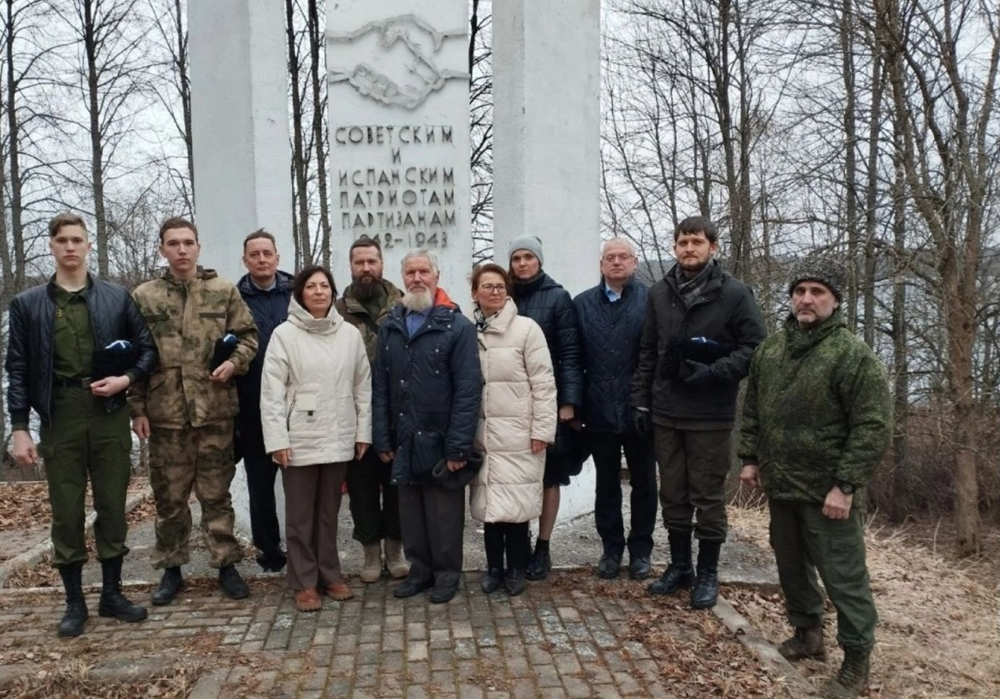 СОВЕТСКИМ
И
ИСПАНСКИМ
ПАТРИОТАМ
ПАРТИЗАНАМ
1942-1943